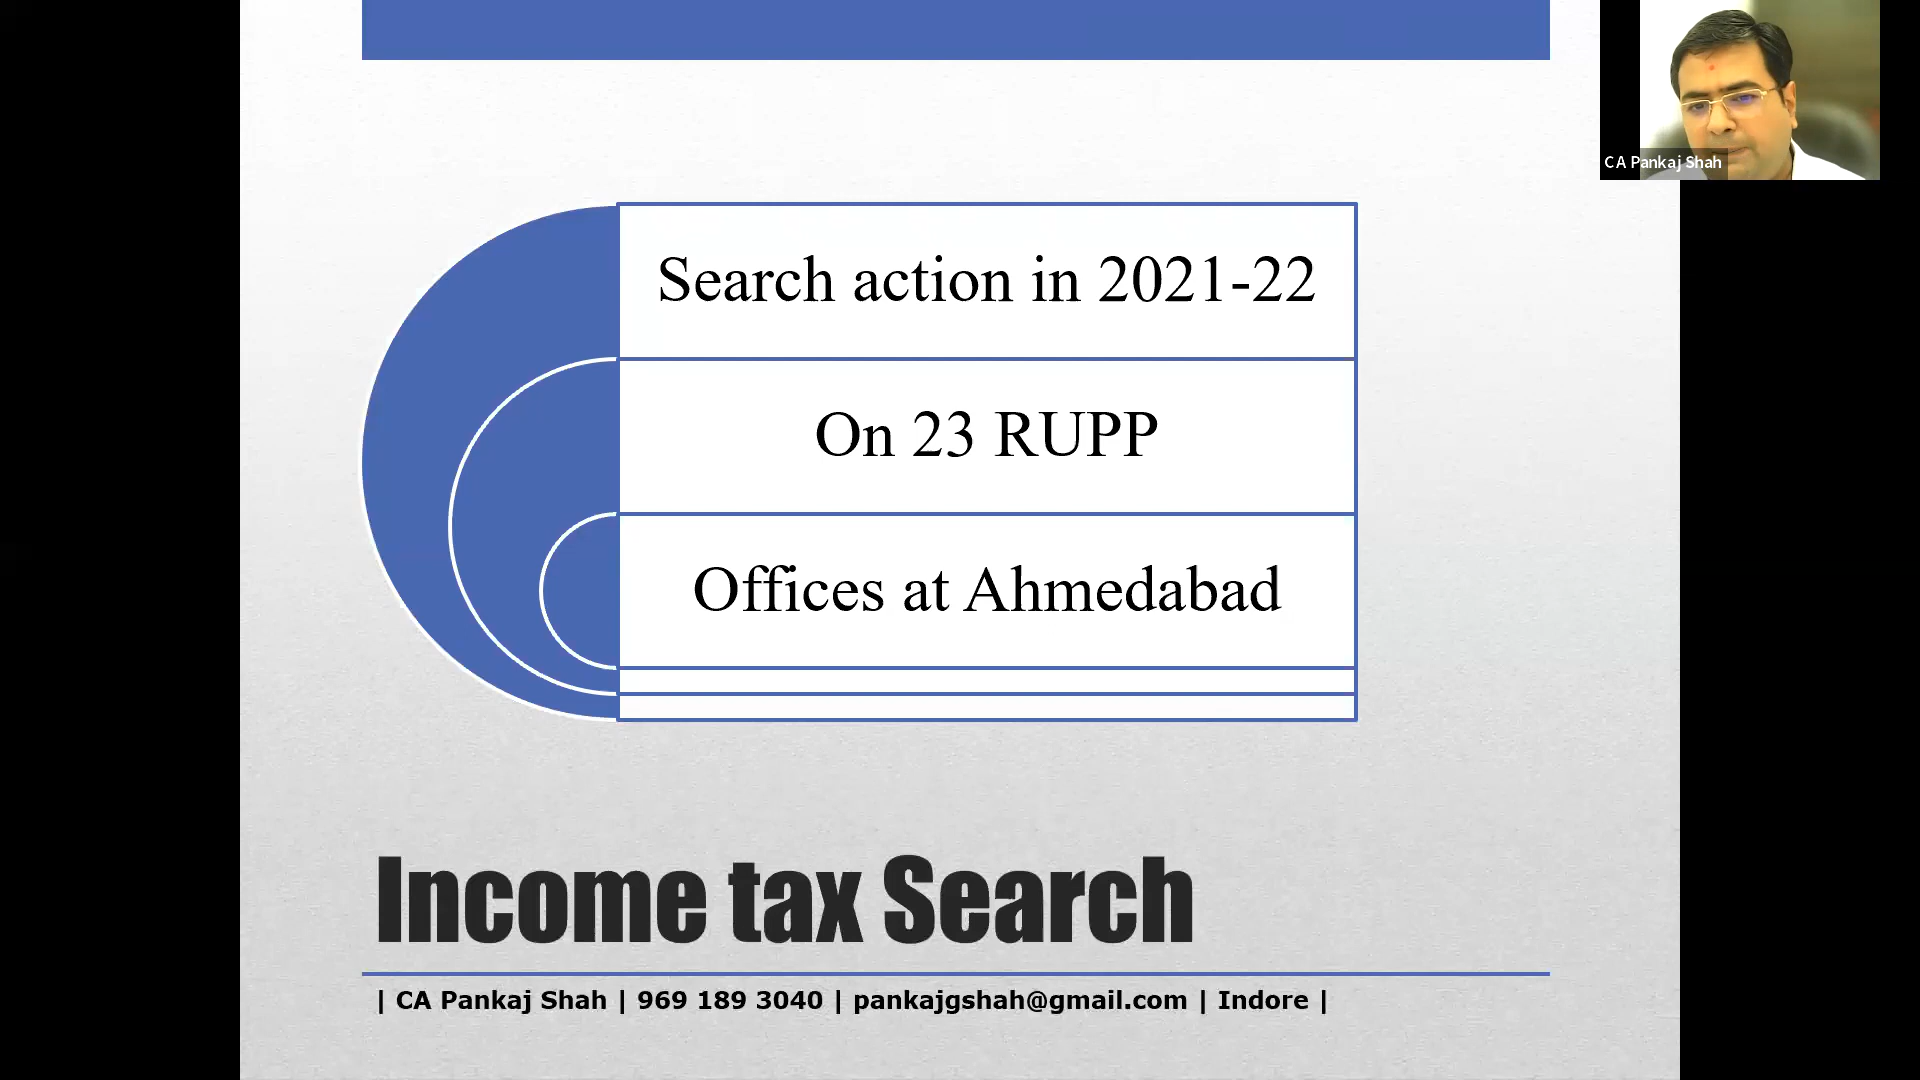 CA Pankaj Shah
Search action in 2021-22
On 23 RUPP
Offices at Ahmedabad
Income tax Search
| CA Pankaj Shah | 969 189 3040 | pankajgshah@gmail.com | Indore |